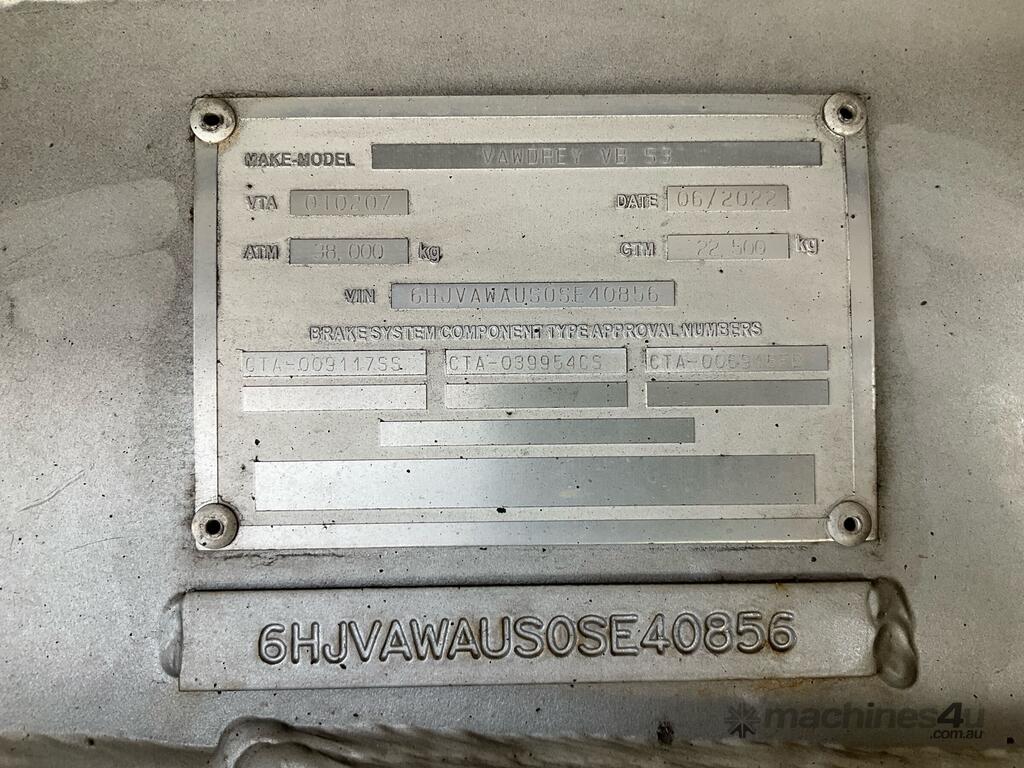 MAKE-MODEL VAWDREY VB S3
VTA 010207 DATE 06/2022
ATM 38,000 kg GTM 22,500 kg
VIN 6HJVAWAUS0SE40856
BRAKE SYSTEM COMPONENT TYPE APPROVAL NUMBERS
CTA-009117SS CTA-039954CS
6HJVAWAUS0SE40856
machines4u
.com.au